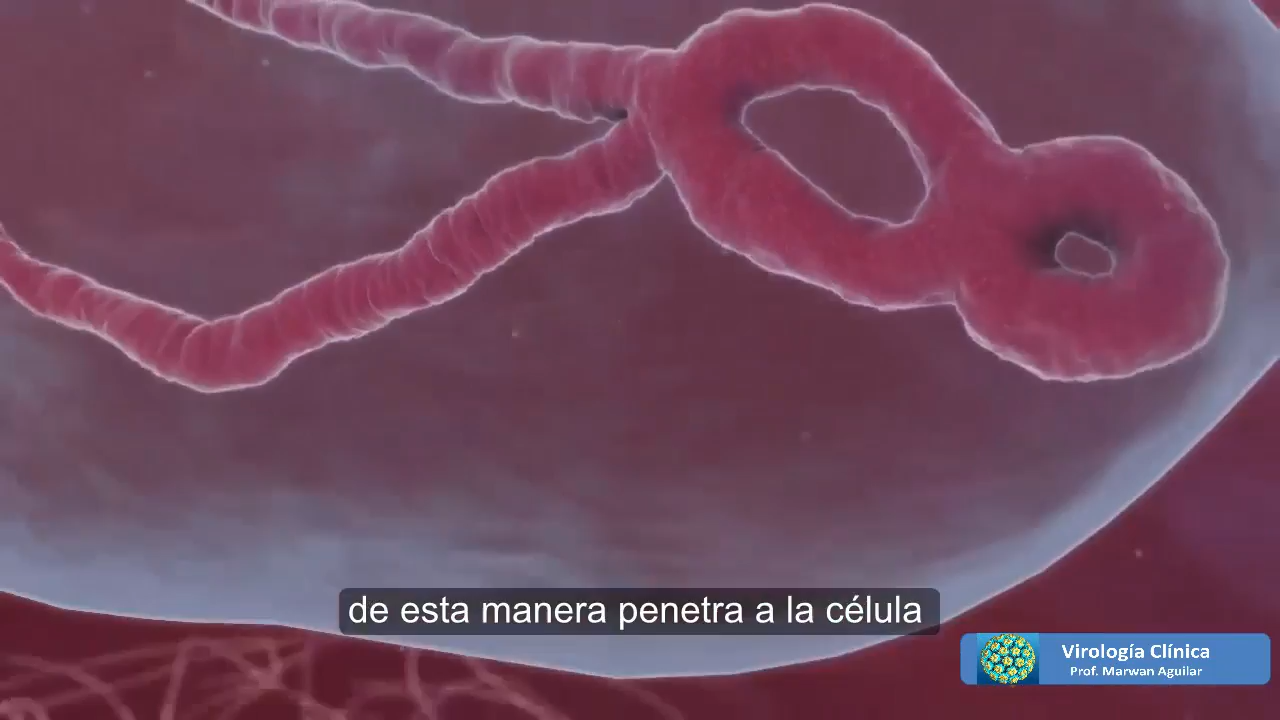 de esta manera penetra a la célula
Virología Clínica
Prof. Marwan Aguilar